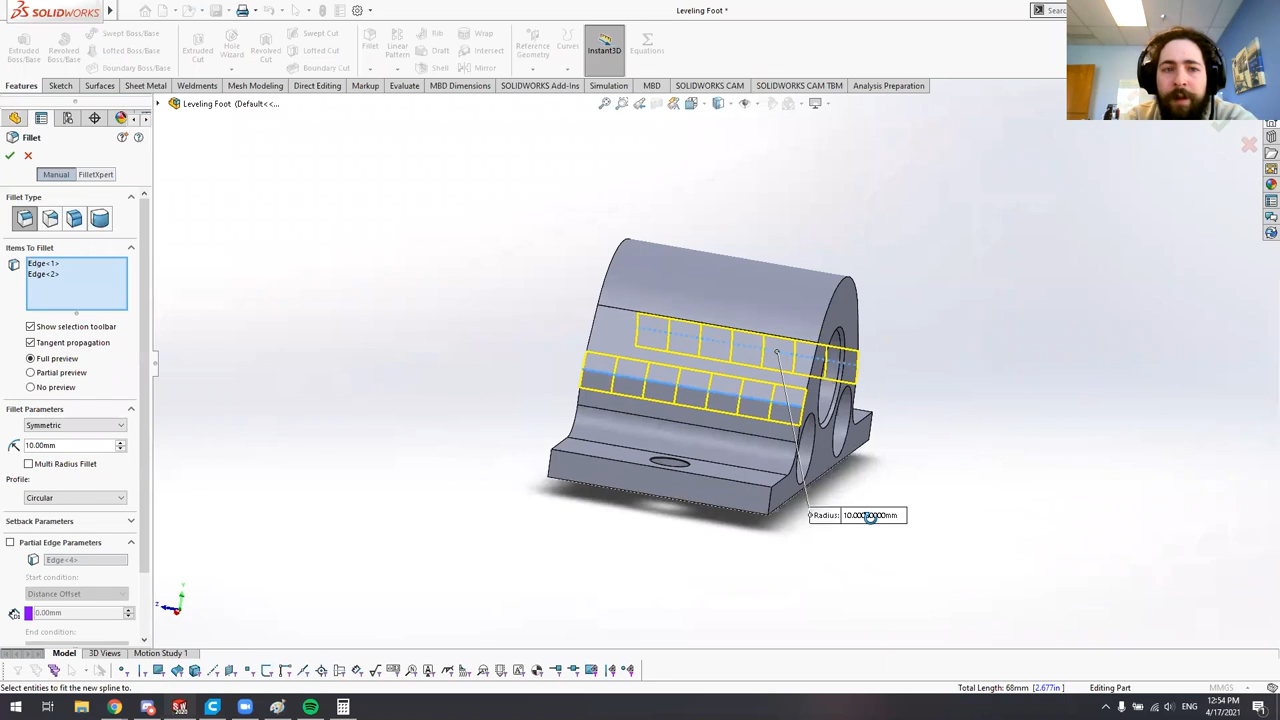 SOLIDWORKS
Leveling Foot *
Sear
Extruded Boss/Base
Revolved Boss/Base
Swept Boss/Base
Lofted Boss/Base
Boundary Boss/Base
Extruded Cut
Hole Wizard
Revolved Cut
Swept Cut
Lofted Cut
Boundary Cut
Fillet
Linear Pattern
Rib
Draft
Shell
Wrap
Intersect
Mirror
Reference Geometry
Curves
Instant3D
Equations
Features
Sketch
Surfaces
Sheet Metal
Weldments
Mesh Modeling
Direct Editing
Markup
Evaluate
MBD Dimensions
SOLIDWORKS Add-Ins
Simulation
MBD
SOLIDWORKS CAM
SOLIDWORKS CAM TBM
Analysis Preparation
Leveling Foot (Default<<...
Fillet
Manual
FilletXpert
Fillet Type
Items To Fillet
Edge<1>
Edge<2>
Show selection toolbar
Tangent propagation
Full preview
Partial preview
No preview
Fillet Parameters
Symmetric
10.00mm
Multi Radius Fillet
Profile:
Circular
Setback Parameters
Partial Edge Parameters
Edge<4>
Start condition:
Distance Offset
0.00mm
End condition:
Radius:
Model
3D Views
Motion Study 1
Select entities to fit the new spline to.
Total Length: 68mm [2.677in ]
Editing Part
MMGS
ENG
12:54 PM
4/17/2021